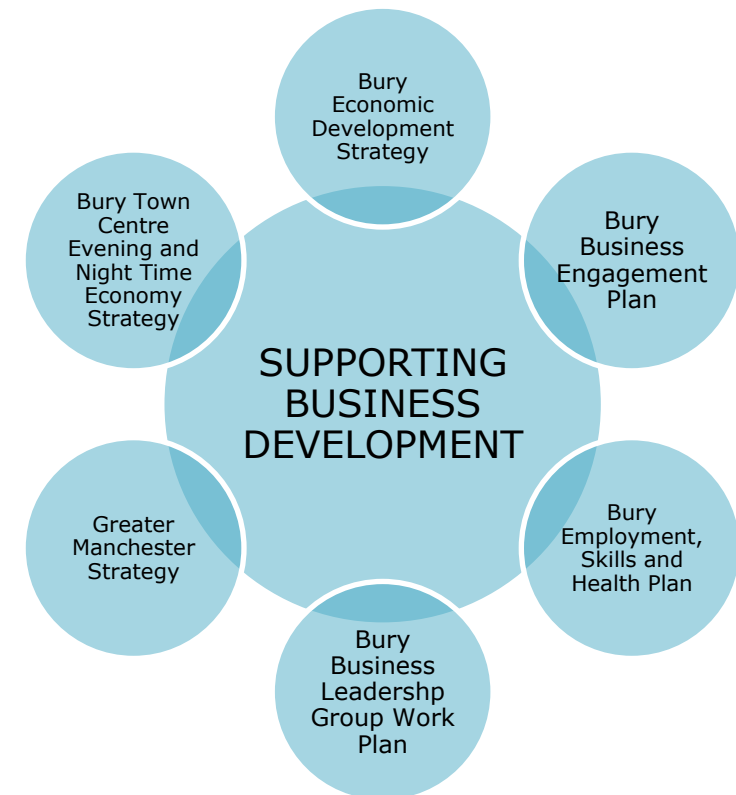 Bury
Economic
Development
Strategy
Bury
Business
Engagement
Plan
Bury
Employment,
Skills and
Health Plan
Bury
Business
Leadershp
Group Work
Plan
Greater
Manchester
Strategy
Bury Town
Centre
Evening and
Night Time
Economy
Strategy
SUPPORTING
BUSINESS
DEVELOPMENT